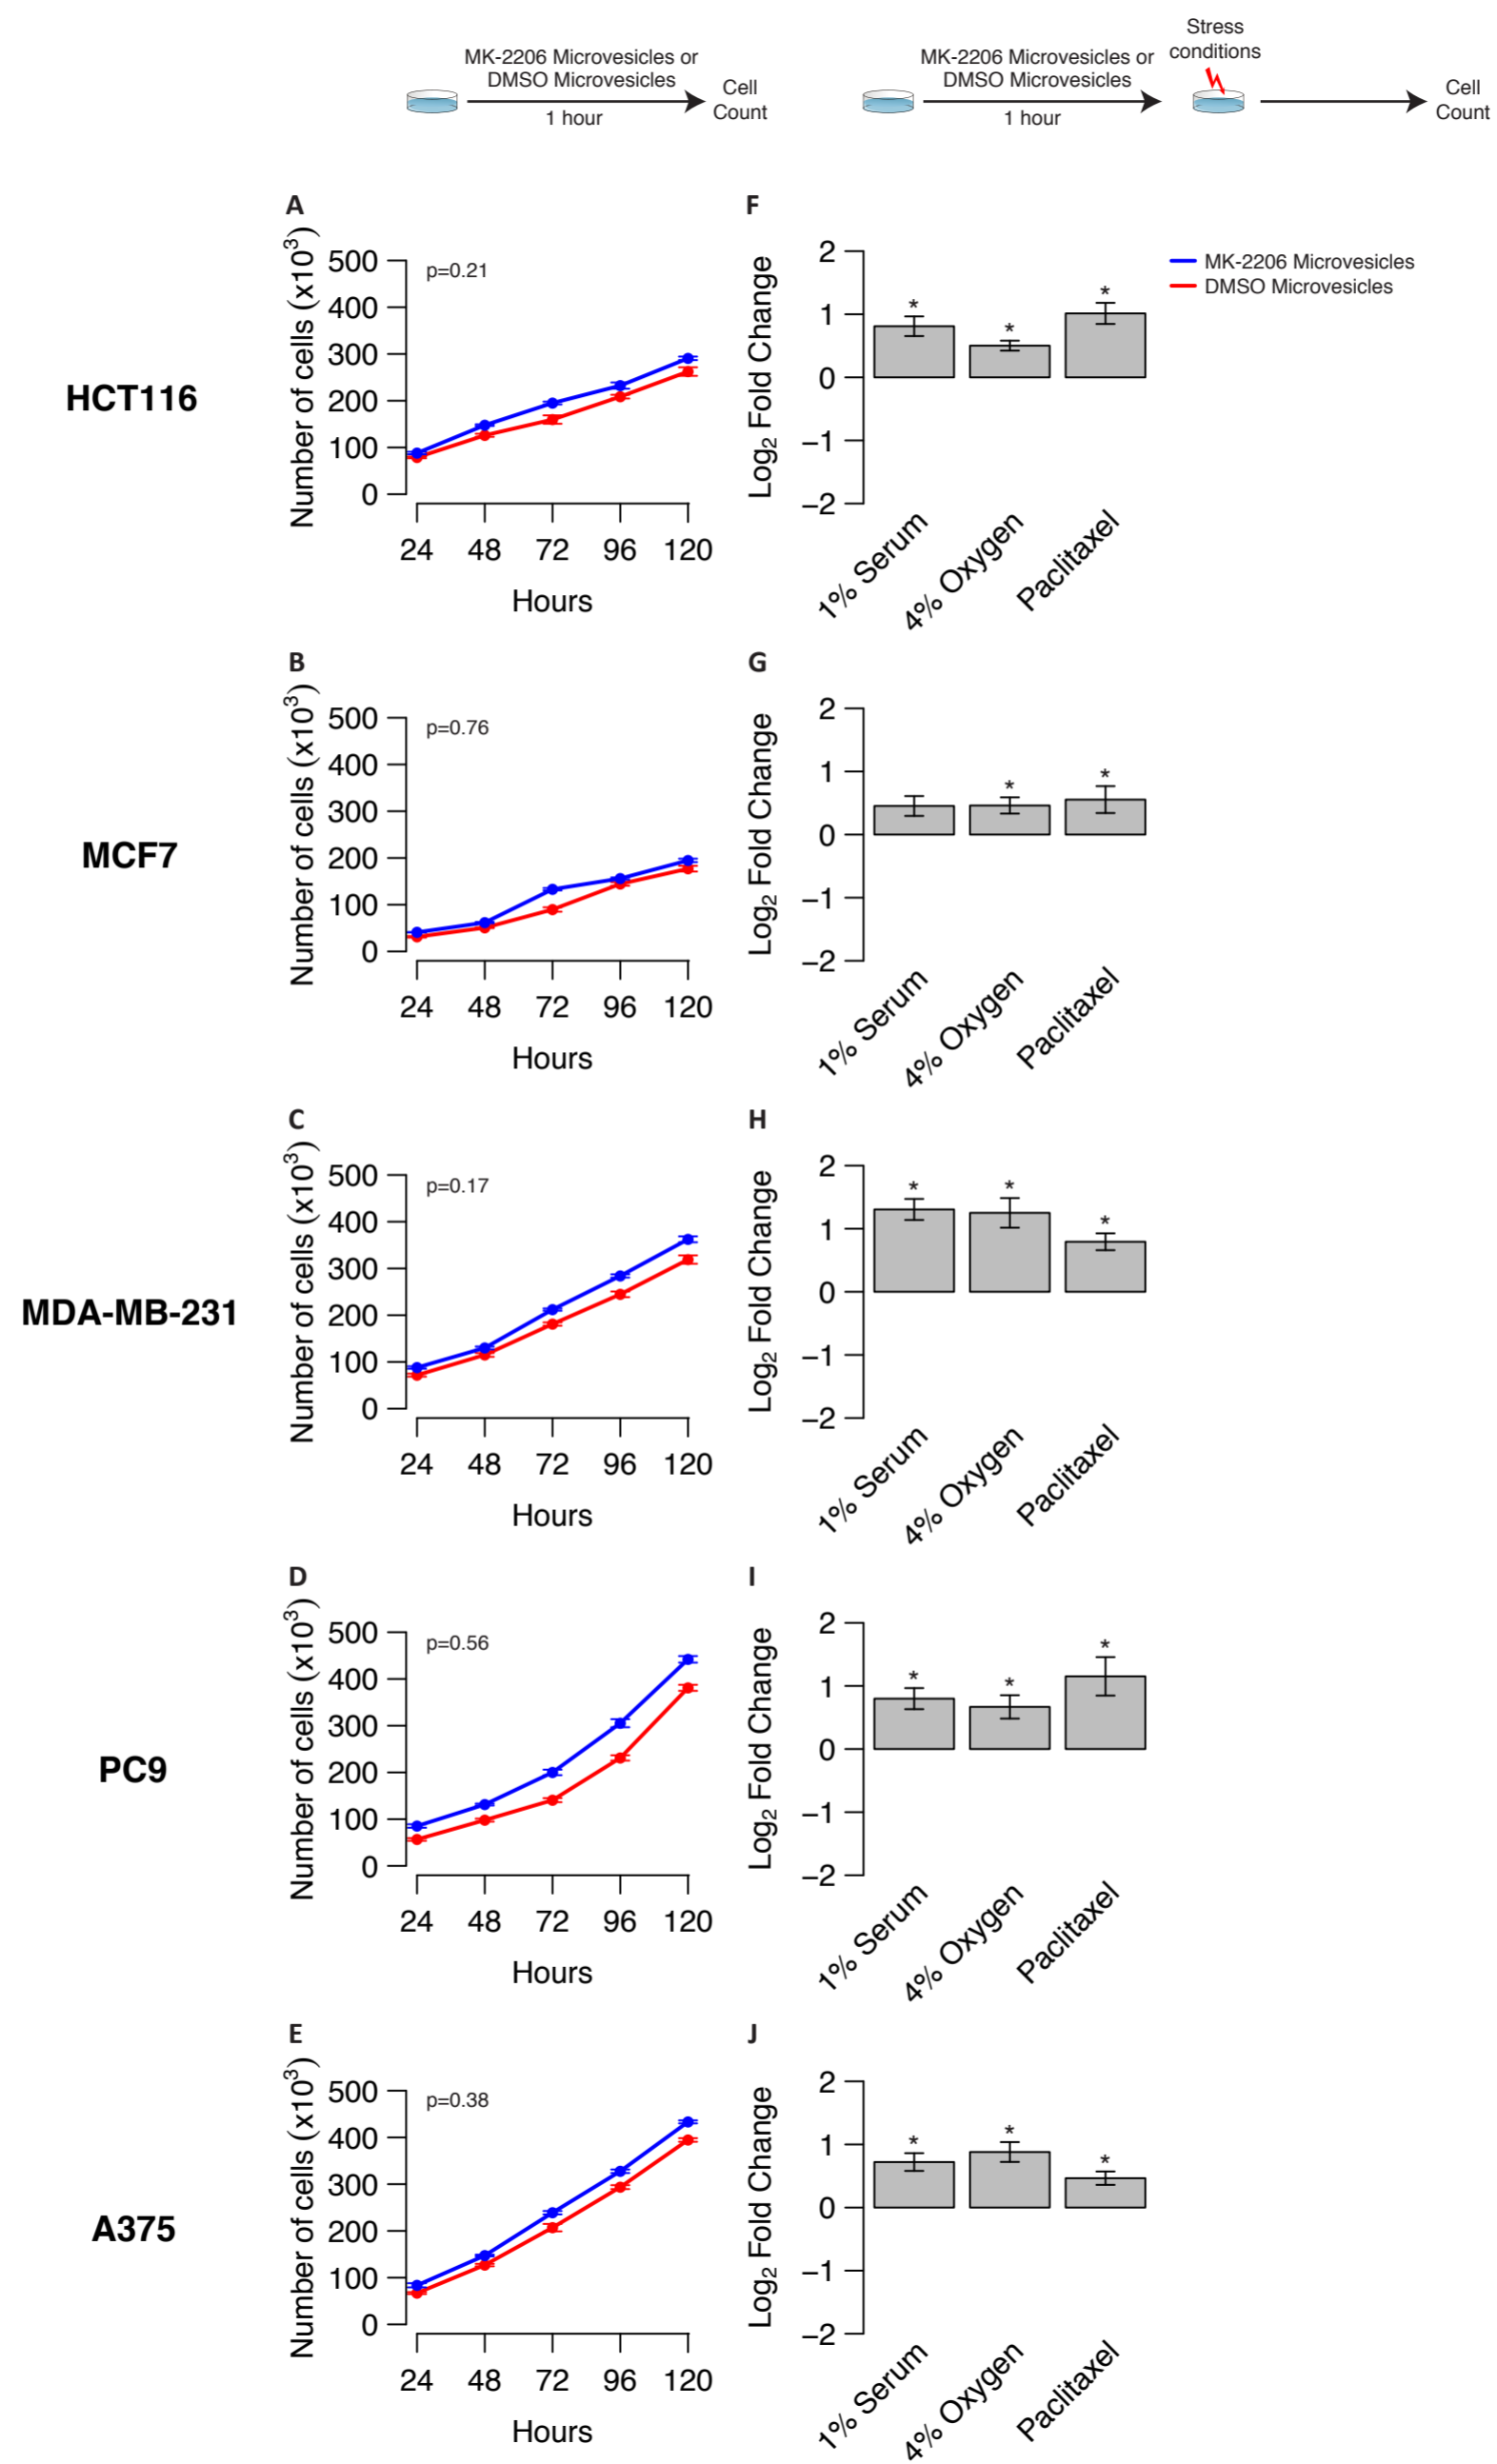 MK-2206 Microvesicles or
DMSO Microvesicles
1 hour
Cell
Count
MK-2206 Microvesicles or
DMSO Microvesicles
1 hour
Stress
conditions
Cell
Count
HCT116
A
Number of cells (x10³)
500
400
300
200
100
0
p=0.21
24 48 72 96 120
Hours
F
Log₂ Fold Change
2
1
0
−1
−2
* * *
1% Serum
4% Oxygen
Paclitaxel
MK-2206 Microvesicles
DMSO Microvesicles
MCF7
B
Number of cells (x10³)
500
400
300
200
100
0
p=0.76
24 48 72 96 120
Hours
G
Log₂ Fold Change
2
1
0
−1
−2
* *
1% Serum
4% Oxygen
Paclitaxel
MDA-MB-231
C
Number of cells (x10³)
500
400
300
200
100
0
p=0.17
24 48 72 96 120
Hours
H
Log₂ Fold Change
2
1
0
−1
−2
* * *
1% Serum
4% Oxygen
Paclitaxel
PC9
D
Number of cells (x10³)
500
400
300
200
100
0
p=0.56
24 48 72 96 120
Hours
I
Log₂ Fold Change
2
1
0
−1
−2
* * *
1% Serum
4% Oxygen
Paclitaxel
A375
E
Number of cells (x10³)
500
400
300
200
100
0
p=0.38
24 48 72 96 120
Hours
J
Log₂ Fold Change
2
1
0
−1
−2
* * *
1% Serum
4% Oxygen
Paclitaxel